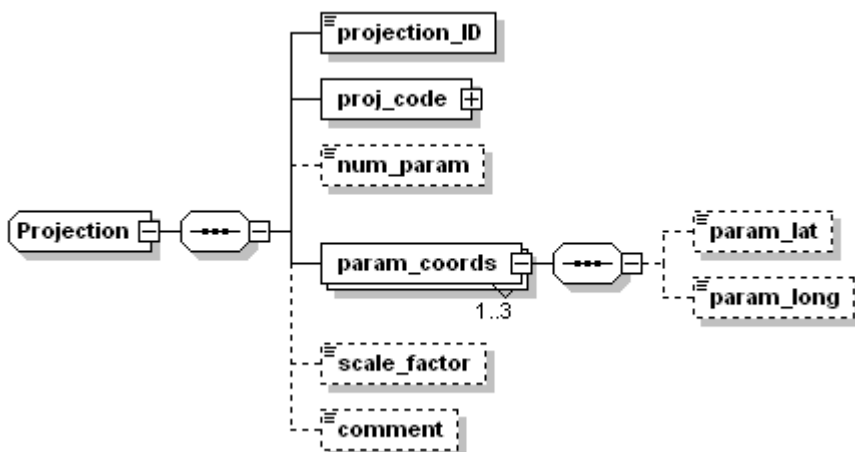 projection_ID
proj_code
num_param
Projection
param_coords
1..3
param_lat
param_long
scale_factor
comment